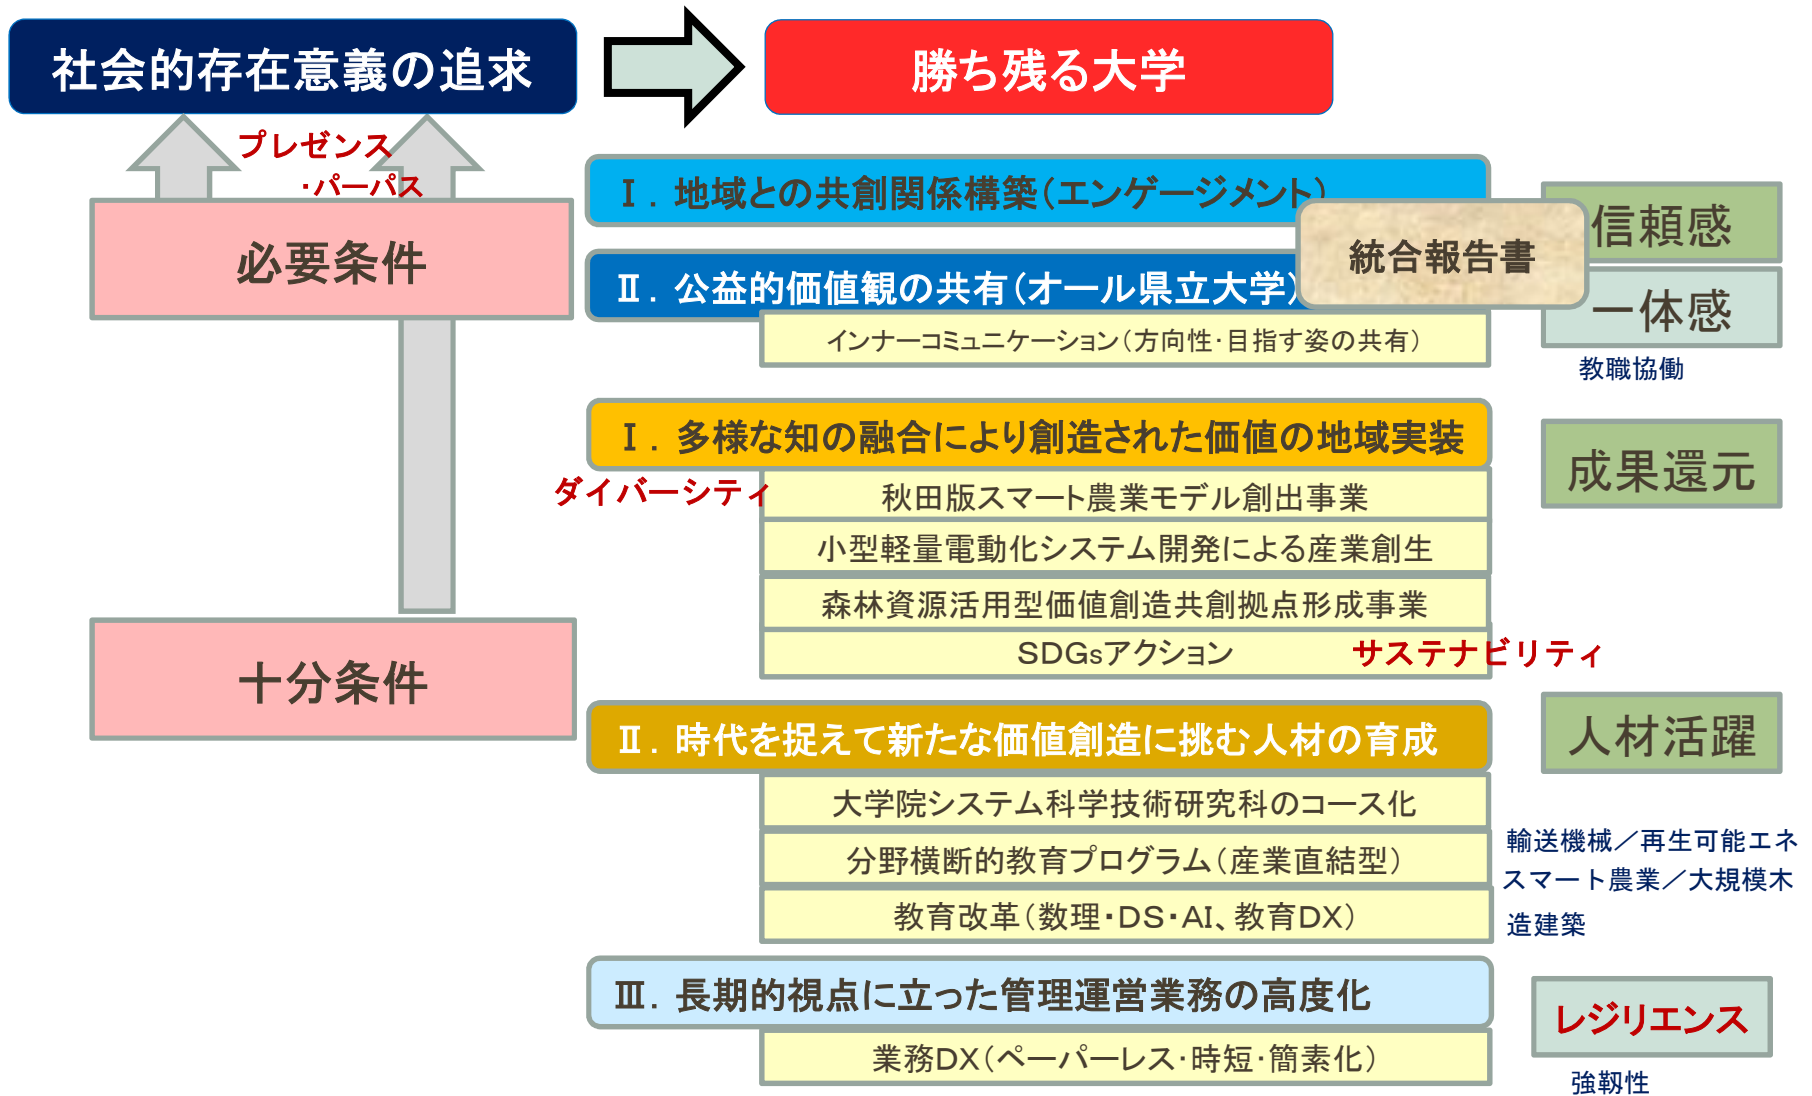 社会的存在意義の追求
勝ち残る大学
プレゼンス
・パーパス
必要条件
Ⅰ．地域との共創関係構築（エンゲージメント）
Ⅱ．公益的価値観の共有（オール県立大学）
統合報告書
信頼感
一体感
インナーコミュニケーション（方向性・目指す姿の共有）
教職協働
Ⅰ．多様な知の融合により創造された価値の地域実装
成果還元
ダイバーシティ
秋田版スマート農業モデル創出事業
小型軽量電動化システム開発による産業創生
森林資源活用型価値創造共創拠点形成事業
SDGsアクション
サステナビリティ
十分条件
Ⅱ．時代を捉えて新たな価値創造に挑む人材の育成
人材活躍
大学院システム科学技術研究科のコース化
分野横断的教育プログラム（産業直結型）
教育改革（数理・DS・AI、教育DX）
輸送機械／再生可能エネ
スマート農業／大規模木
造建築
Ⅲ．長期的視点に立った管理運営業務の高度化
レジリエンス
業務DX（ペーパーレス・時短・簡素化）
強靱性